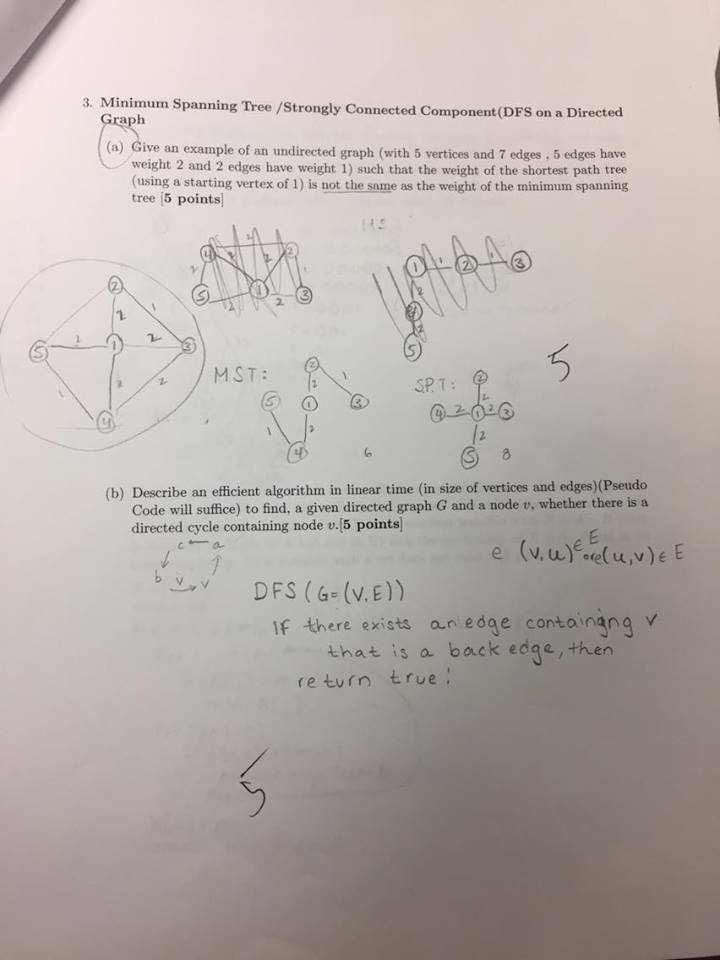 3. Minimum Spanning Tree /Strongly Connected Component(DFS on a Directed
Graph
(a) Give an example of an undirected graph (with 5 vertices and 7 edges , 5 edges have
weight 2 and 2 edges have weight 1) such that the weight of the shortest path tree
(using a starting vertex of 1) is not the same as the weight of the minimum spanning
tree [5 points]
MS
4 2 2 2
2 2 1
5 1 3
2 2
1 1 2 1 3
2
4
2
5
2
2 1
5 2 1 2 3
1 2 2
4
MST:
2
2 1
5 1 3
1 2
4 6
S.P.T:
2
2
4 2 1 2 3
2
5 8
5
(b) Describe an efficient algorithm in linear time (in size of vertices and edges)(Pseudo
Code will suffice) to find, a given directed graph G and a node v, whether there is a
directed cycle containing node v.[5 points]
c a
b v v
e (v,u) ∈ E or e(u,v) ∈ E
DFS (G=(V,E))
If there exists an edge containing v
that is a back edge, then
return true;
5